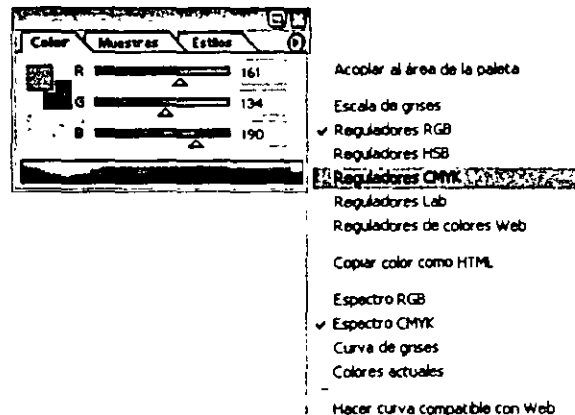 Color Muestras Estilos
R 161
G 134
B 190
Acoplar al área de la paleta
Escala de grises
✓ Reguladores RGB
Reguladores HSB
Reguladores CMYK
Reguladores Lab
Reguladores de colores Web
Copiar color como HTML
Espectro RGB
✓ Espectro CMYK
Curva de grises
Colores actuales
Hacer curva compatible con Web